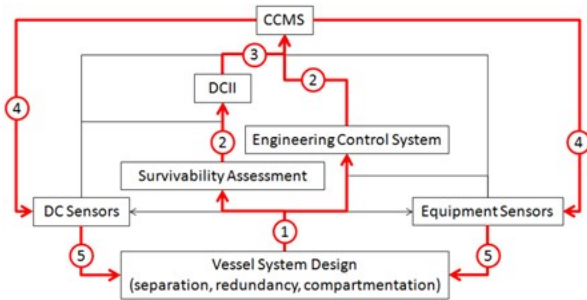 CCMS
3
DCII
2
4
4
Engineering Control System
2
Survivability Assessment
DC Sensors
Equipment Sensors
1
5
5
Vessel System Design
(separation, redundancy, compartmentation)